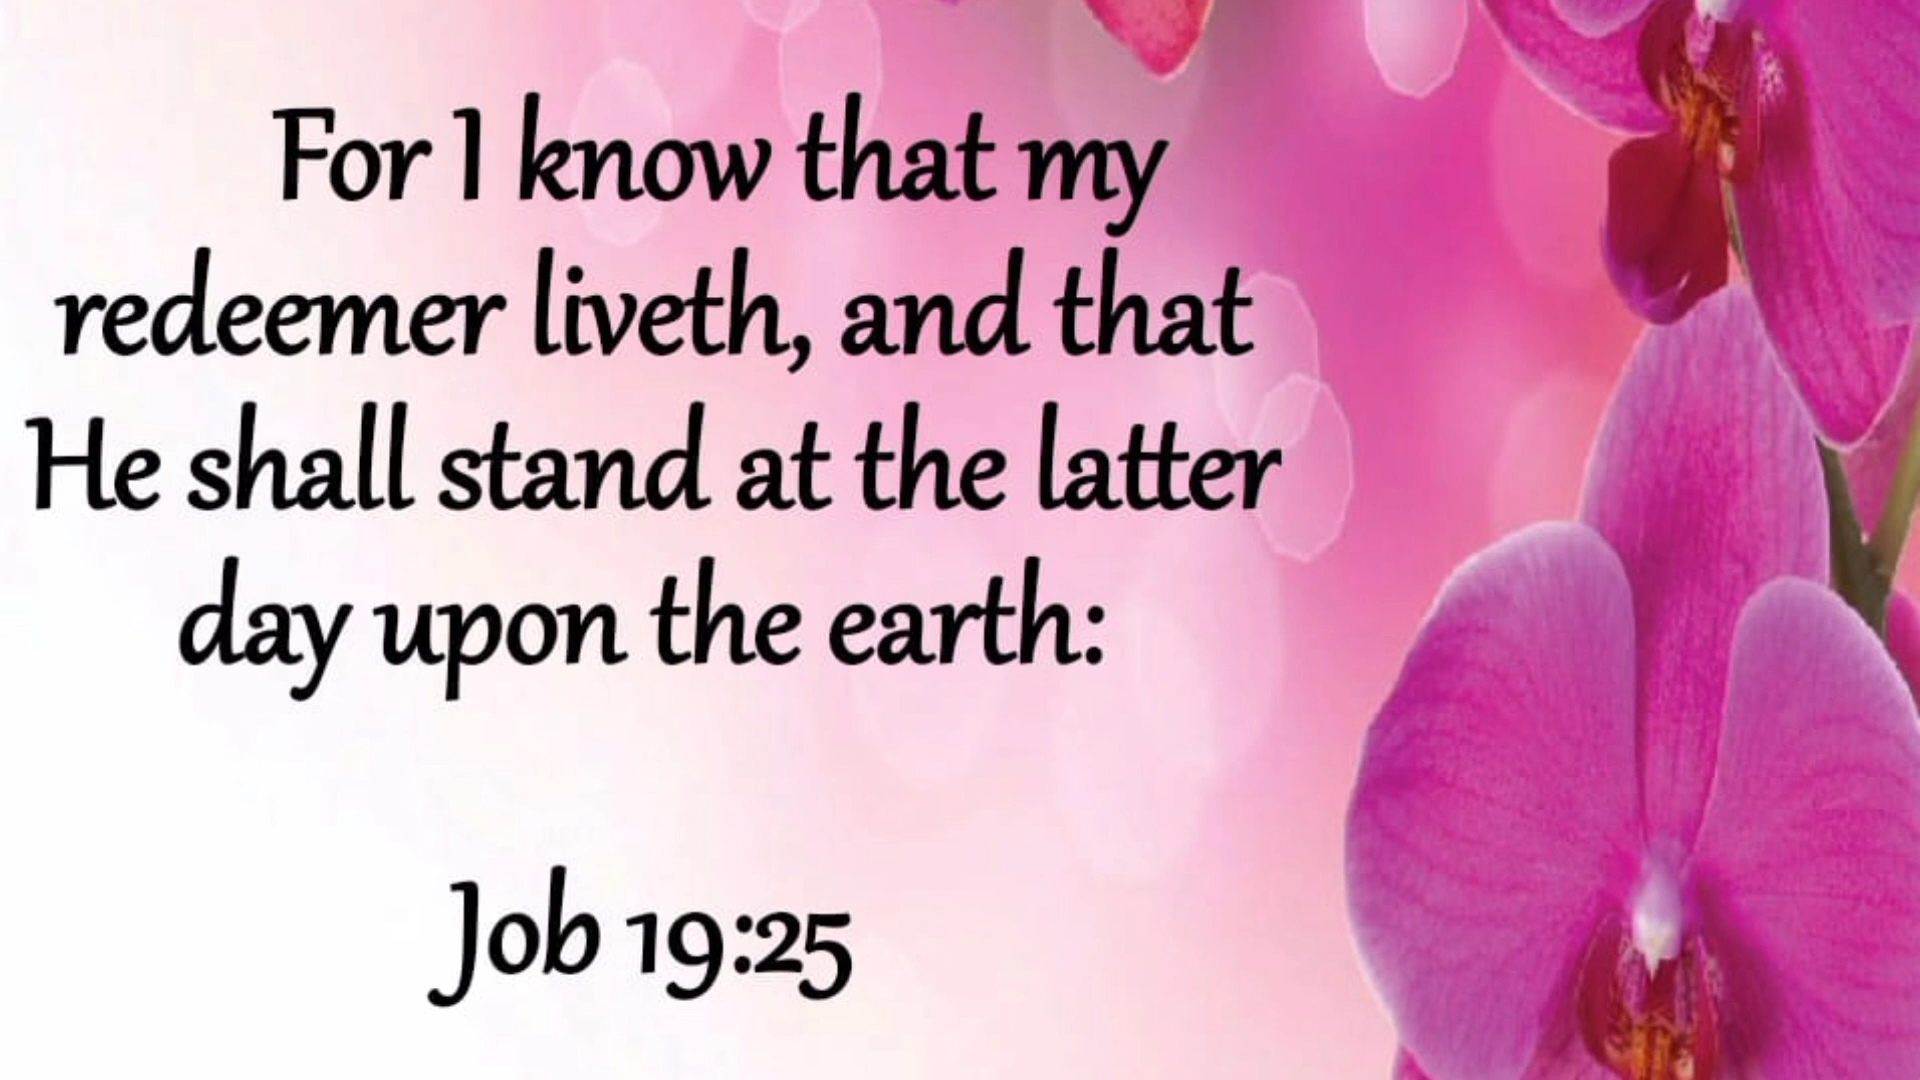 For I know that my
redeemer liveth, and that
He shall stand at the latter
day upon the earth:
Job 19:25